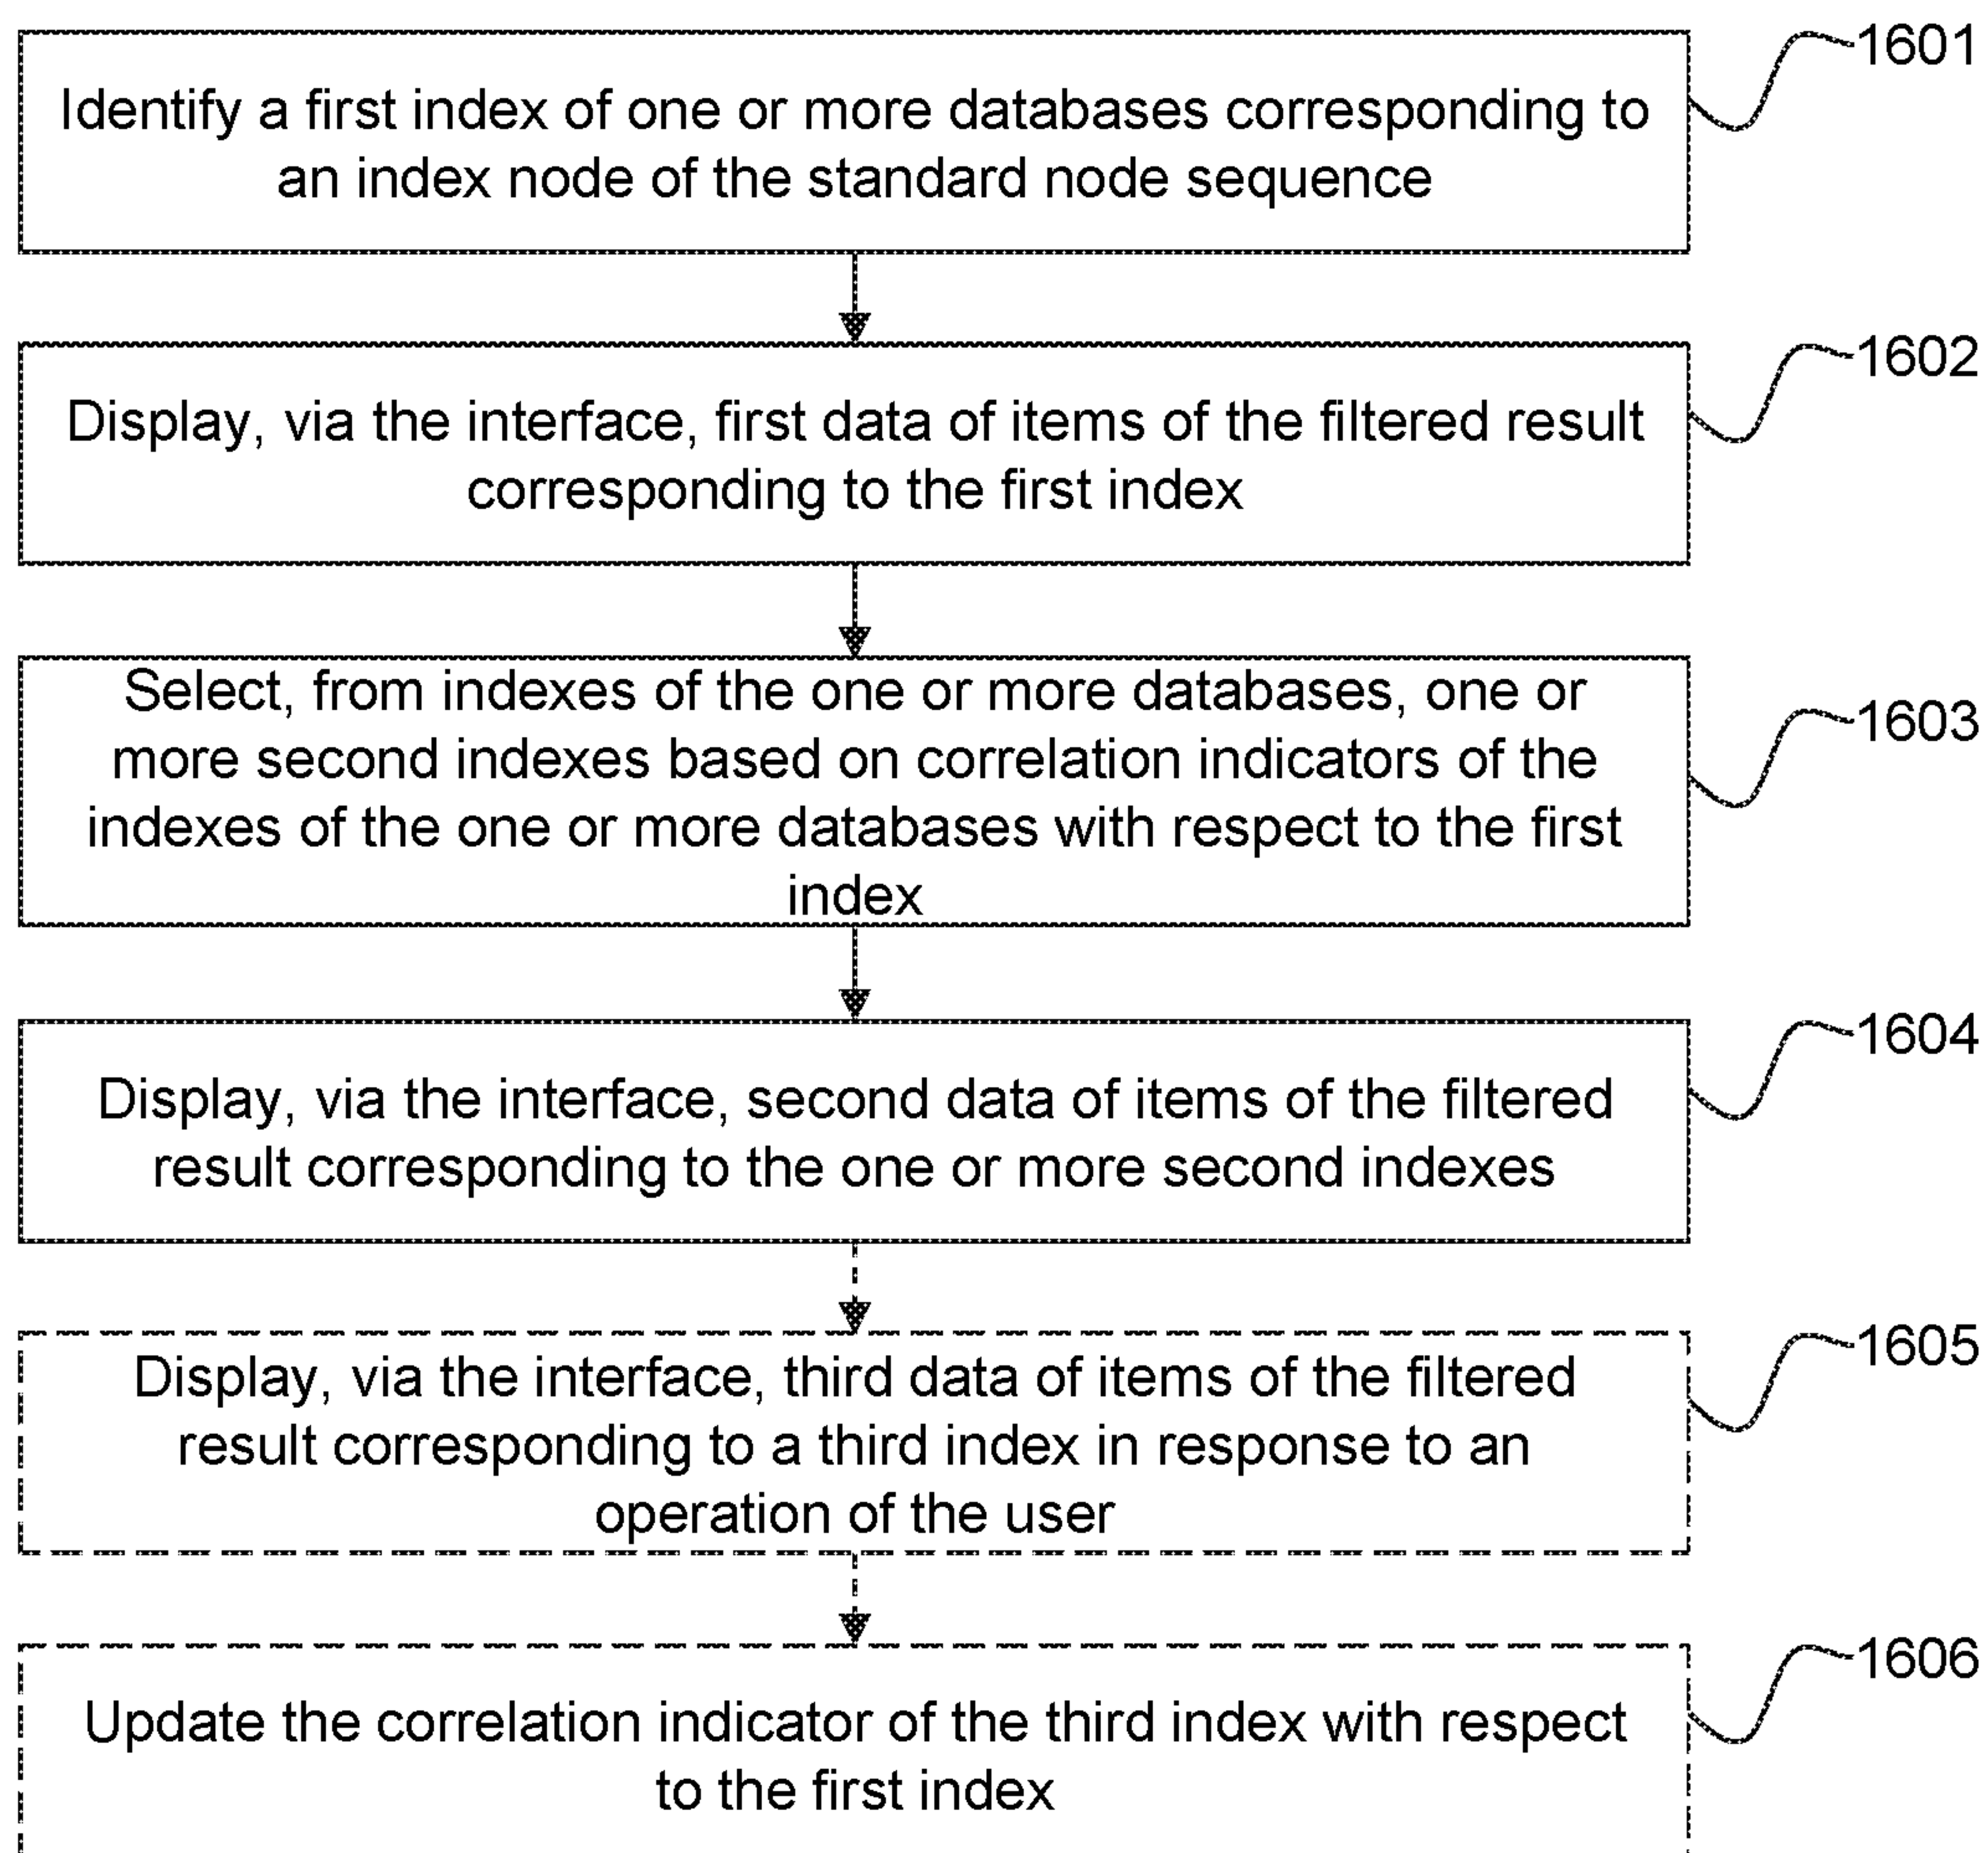 1601
Identify a first index of one or more databases corresponding to
an index node of the standard node sequence
1602
Display, via the interface, first data of items of the filtered result
corresponding to the first index
1603
Select, from indexes of the one or more databases, one or
more second indexes based on correlation indicators of the
indexes of the one or more databases with respect to the first
index
1604
Display, via the interface, second data of items of the filtered
result corresponding to the one or more second indexes
1605
Display, via the interface, third data of items of the filtered
result corresponding to a third index in response to an
operation of the user
1606
Update the correlation indicator of the third index with respect
to the first index